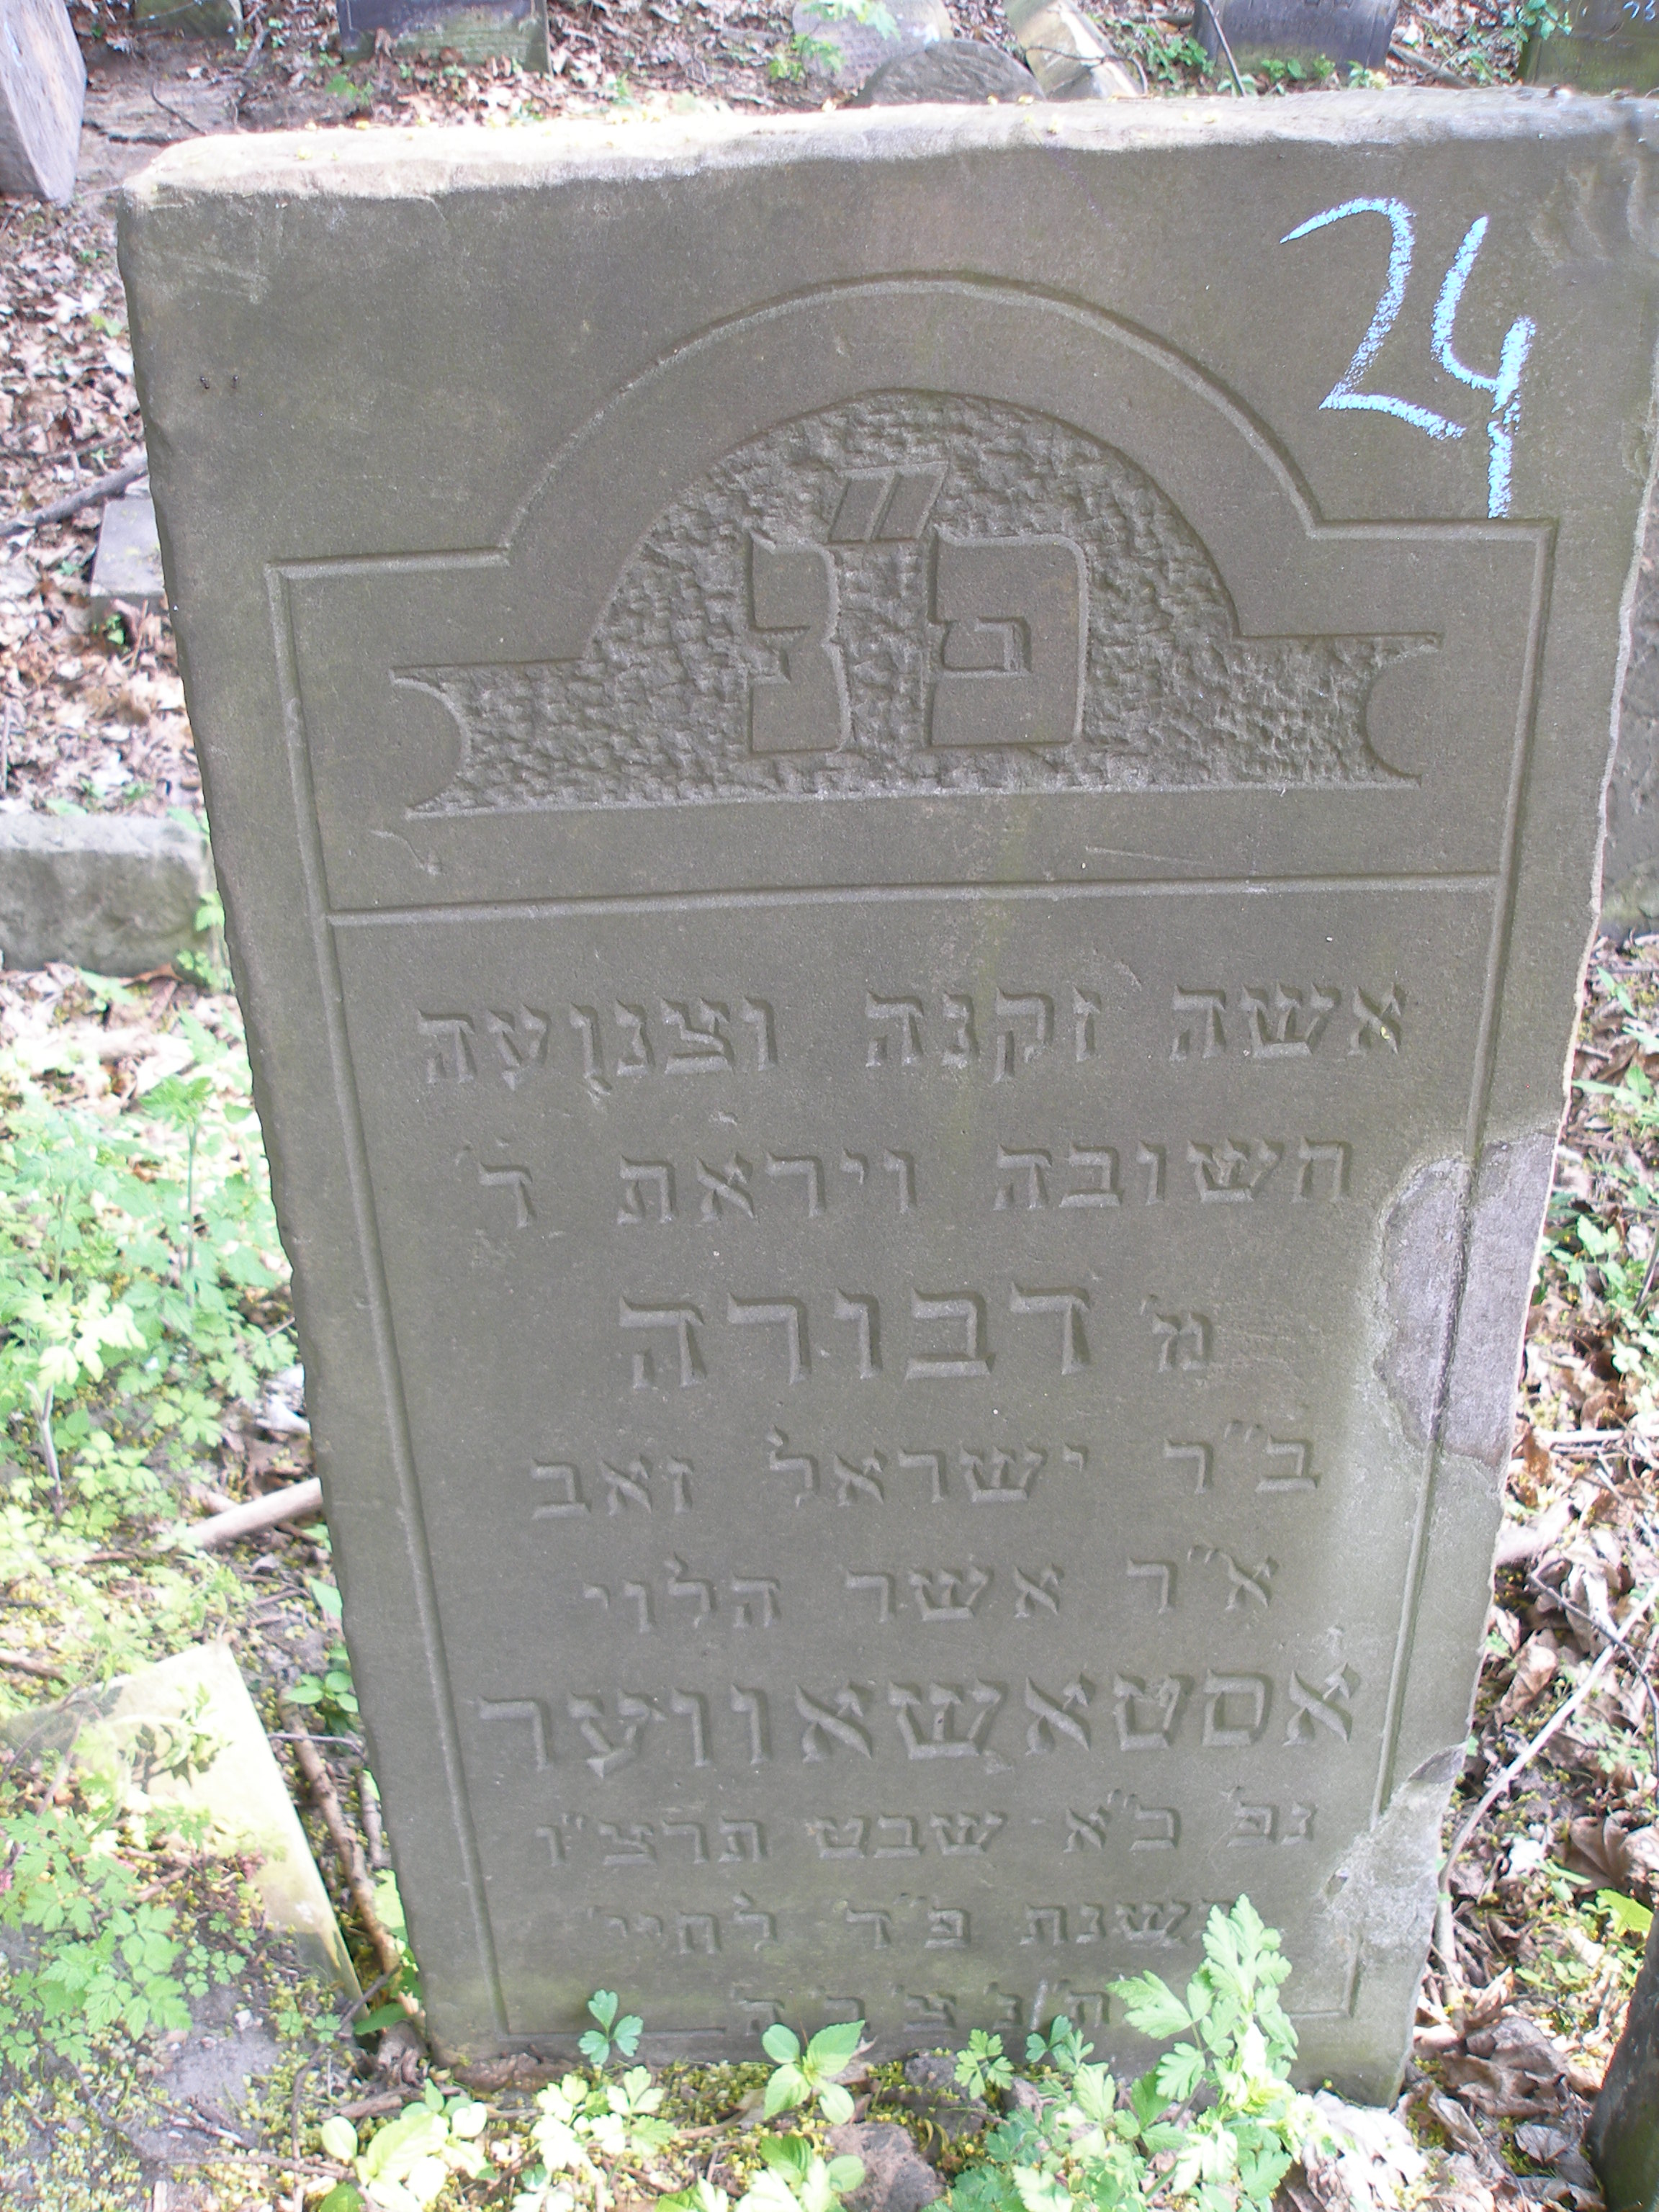 24
פ״נ
אשה זקנה וצנועה
חשובה ויראת ד'
מ' דבורה
ב״ר ישראל זאב
א״ר אשר הלוי
אסטאשאווער
נפ' כ״א שבט תרצ״ו
בשנת פ״ד לחיי'
ת'נ'צ'ב'ה